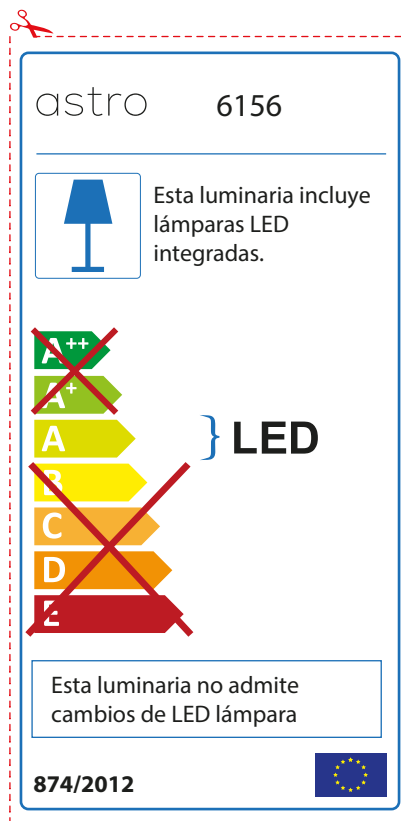 astro 6156
Esta luminaria incluye
lámparas LED
integradas.
A++
A+
A
B
C
D
E
} LED
Esta luminaria no admite
cambios de LED lámpara
874/2012